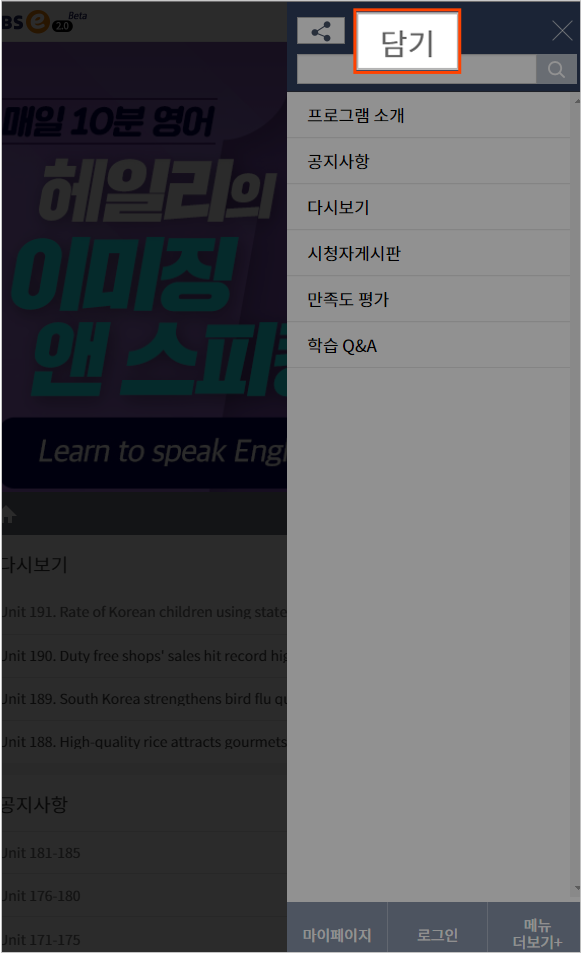 BS e 2.0 Beta
담기
매일 10분 영어
헤일리의
이미징
앤 스피킹
Learn to speak Engl
프로그램 소개
공지사항
다시보기
시청자게시판
만족도 평가
학습 Q&A
다시보기
Unit 191. Rate of Korean children using state
Unit 190. Duty free shops' sales hit record hig
Unit 189. South Korea strengthens bird flu qu
Unit 188. High-quality rice attracts gourmets
공지사항
Unit 181-185
Unit 176-180
Unit 171-175
마이페이지
로그인
메뉴
더보기+